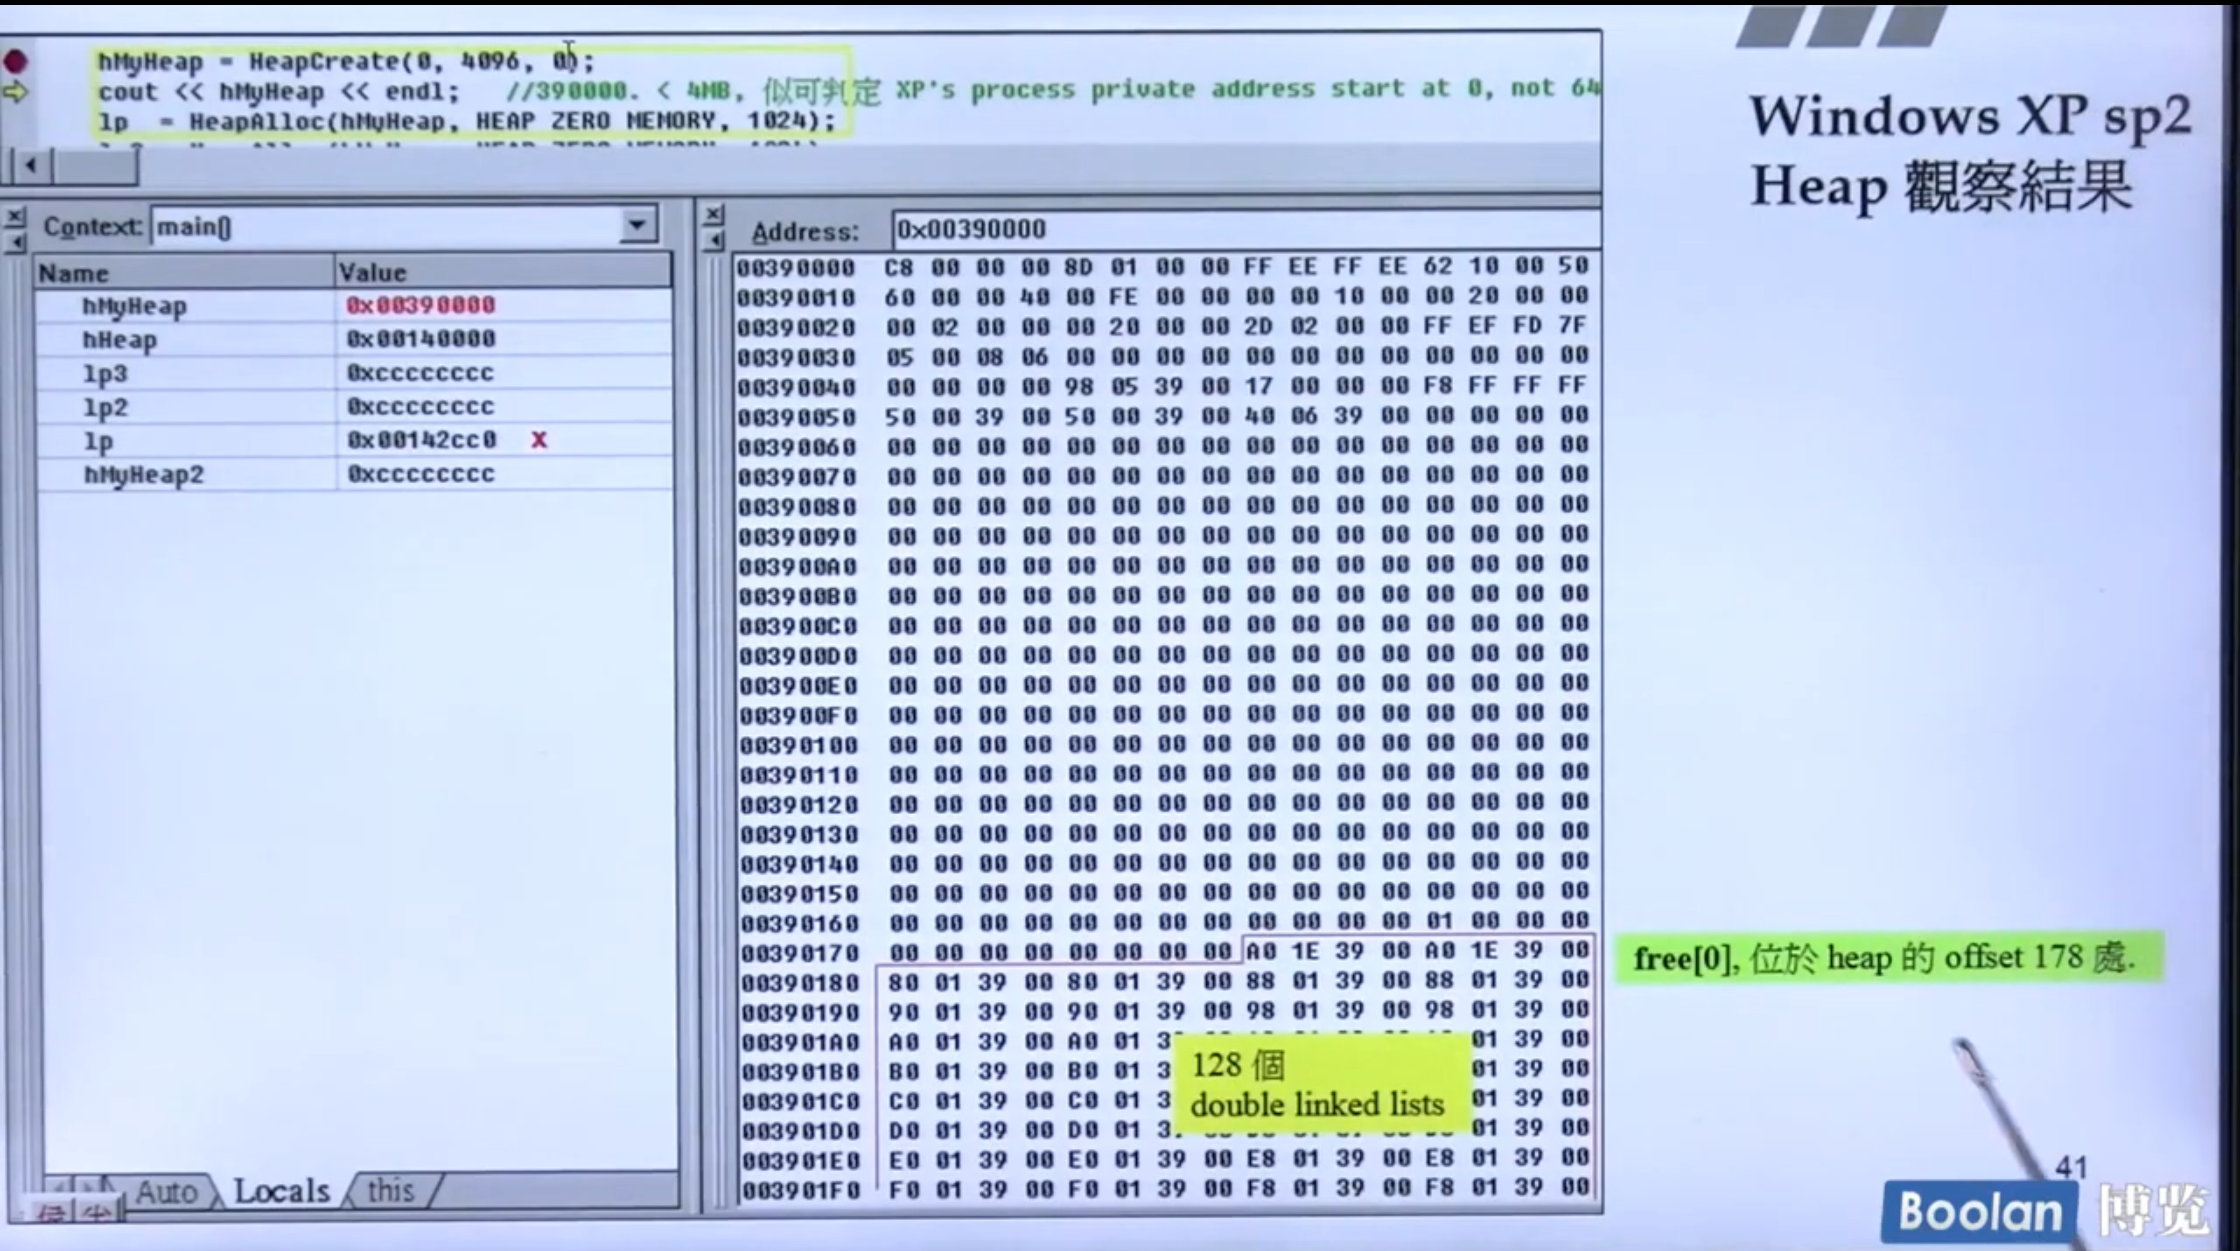 hMyHeap = HeapCreate(0, 4096, 0);
cout << hMyHeap << endl; //390000. < 4MB, 似可判定 XP's process private address start at 0, not 64
lp = HeapAlloc(hMyHeap, HEAP_ZERO_MEMORY, 1024);
Windows XP sp2
Heap 觀察結果
Context: main()
Name Value
hMyHeap 0x00390000
hHeap 0x00140000
lp3 0xcccccccc
lp2 0xcccccccc
lp 0x00142cc0 X
hMyHeap2 0xcccccccc
Auto Locals this
Address: 0x00390000
00390000 C8 00 00 00 8D 01 00 00 FF EE FF EE 62 10 00 50
00390010 60 00 00 40 00 FE 00 00 00 00 10 00 00 20 00 00
00390020 00 02 00 00 00 20 00 00 2D 02 00 00 FF EF FD 7F
00390030 05 00 08 06 00 00 00 00 00 00 00 00 00 00 00 00
00390040 00 00 00 00 98 05 39 00 17 00 00 00 F8 FF FF FF
00390050 50 00 39 00 50 00 39 00 40 06 39 00 00 00 00 00
00390060 00 00 00 00 00 00 00 00 00 00 00 00 00 00 00 00
00390070 00 00 00 00 00 00 00 00 00 00 00 00 00 00 00 00
00390080 00 00 00 00 00 00 00 00 00 00 00 00 00 00 00 00
00390090 00 00 00 00 00 00 00 00 00 00 00 00 00 00 00 00
003900A0 00 00 00 00 00 00 00 00 00 00 00 00 00 00 00 00
003900B0 00 00 00 00 00 00 00 00 00 00 00 00 00 00 00 00
003900C0 00 00 00 00 00 00 00 00 00 00 00 00 00 00 00 00
003900D0 00 00 00 00 00 00 00 00 00 00 00 00 00 00 00 00
003900E0 00 00 00 00 00 00 00 00 00 00 00 00 00 00 00 00
003900F0 00 00 00 00 00 00 00 00 00 00 00 00 00 00 00 00
00390100 00 00 00 00 00 00 00 00 00 00 00 00 00 00 00 00
00390110 00 00 00 00 00 00 00 00 00 00 00 00 00 00 00 00
00390120 00 00 00 00 00 00 00 00 00 00 00 00 00 00 00 00
00390130 00 00 00 00 00 00 00 00 00 00 00 00 00 00 00 00
00390140 00 00 00 00 00 00 00 00 00 00 00 00 00 00 00 00
00390150 00 00 00 00 00 00 00 00 00 00 00 00 00 00 00 00
00390160 00 00 00 00 00 00 00 00 00 00 00 00 01 00 00 00
00390170 00 00 00 00 00 00 00 00 A0 1E 39 00 A0 1E 39 00
00390180 80 01 39 00 80 01 39 00 88 01 39 00 88 01 39 00
00390190 90 01 39 00 90 01 39 00 98 01 39 00 98 01 39 00
003901A0 A0 01 39 00 A0 01 3 01 39 00
003901B0 B0 01 39 00 B0 01 3 01 39 00
003901C0 C0 01 39 00 C0 01 3 01 39 00
003901D0 D0 01 39 00 D0 01 3 01 39 00
003901E0 E0 01 39 00 E0 01 39 00 E8 01 39 00 E8 01 39 00
003901F0 F0 01 39 00 F0 01 39 00 F8 01 39 00 F8 01 39 00
128 個
double linked lists
free[0], 位於 heap 的 offset 178 處.
41
Boolan 博览